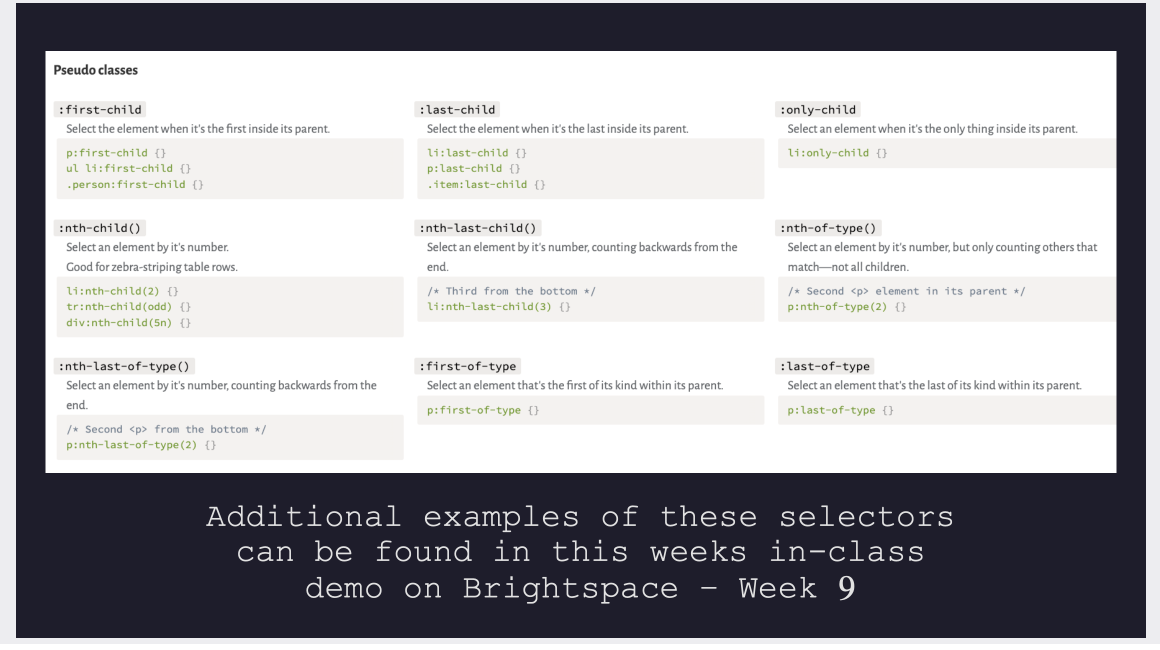 Pseudo classes
:first-child
Select the element when it's the first inside its parent.
p:first-child {}
ul li:first-child {}
.person:first-child {}
:last-child
Select the element when it's the last inside its parent.
li:last-child {}
p:last-child {}
.item:last-child {}
:only-child
Select an element when it's the only thing inside its parent.
li:only-child {}
:nth-child()
Select an element by it's number.
Good for zebra-striping table rows.
li:nth-child(2) {}
tr:nth-child(odd) {}
div:nth-child(5n) {}
:nth-last-child()
Select an element by it's number, counting backwards from the
end.
/* Third from the bottom */
li:nth-last-child(3) {}
:nth-of-type()
Select an element by it's number, but only counting others that
match—not all children.
/* Second <p> element in its parent */
p:nth-of-type(2) {}
:nth-last-of-type()
Select an element by it's number, counting backwards from the
end.
/* Second <p> from the bottom */
p:nth-last-of-type(2) {}
:first-of-type
Select an element that's the first of its kind within its parent.
p:first-of-type {}
:last-of-type
Select an element that's the last of its kind within its parent.
p:last-of-type {}
Additional examples of these selectors
can be found in this weeks in-class
demo on Brightspace – Week 9